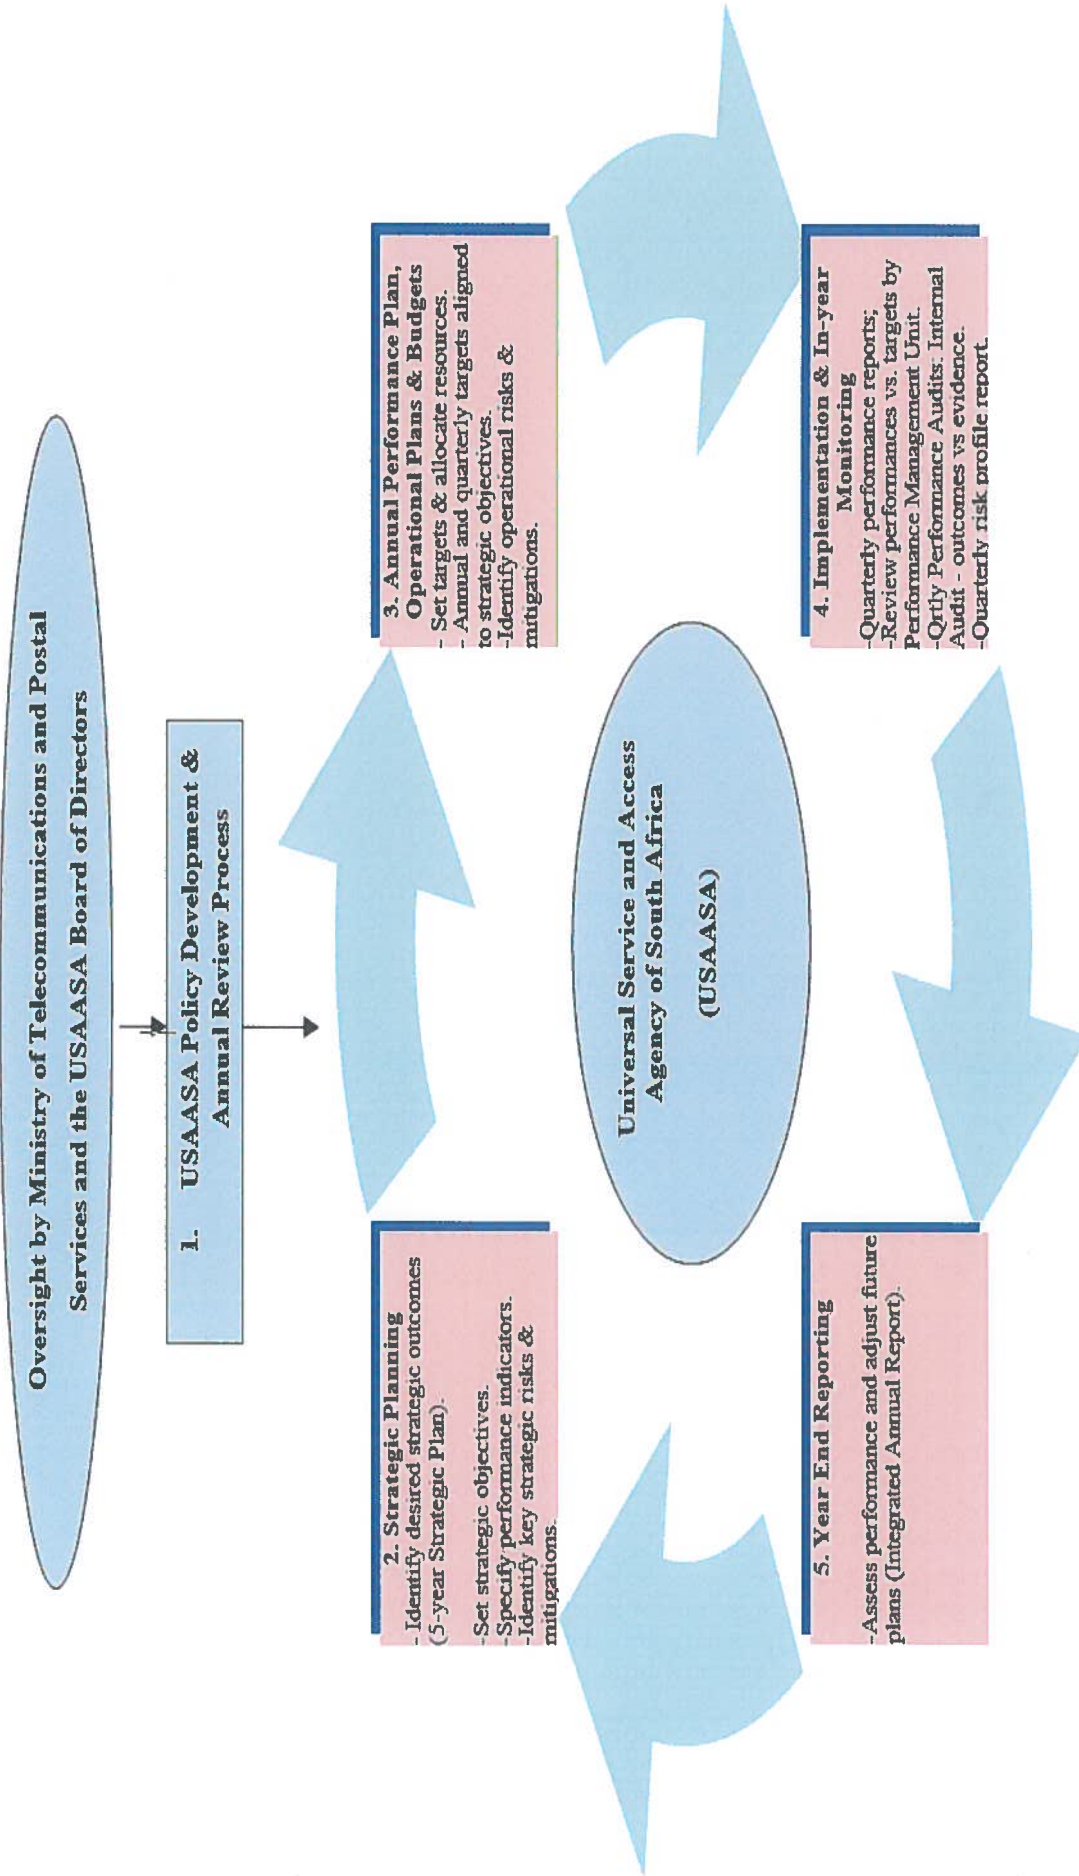 Oversight by Ministry of Telecommunications and Postal
Services and the USAASA Board of Directors
1. USAASA Policy Development &
Annual Review Process
2. Strategic Planning
- Identify desired strategic outcomes
(5-year Strategic Plan).
-Set strategic objectives.
-Specify performance indicators.
-Identify key strategic risks &
mitigations.
3. Annual Performance Plan,
Operational Plans & Budgets
- Set targets & allocate resources.
- Annual and quarterly targets aligned
to strategic objectives.
-Identify operational risks &
mitigations.
Universal Service and Access
Agency of South Africa
(USAASA)
4. Implementation & In-year
Monitoring
-Quarterly performance reports;
-Review performances vs. targets by
Performance Management Unit.
-Qrtly Performance Audits: Internal
Audit - outcomes vs evidence.
-Quarterly risk profile report.
5. Year End Reporting
-Assess performance and adjust future
plans (Integrated Annual Report).